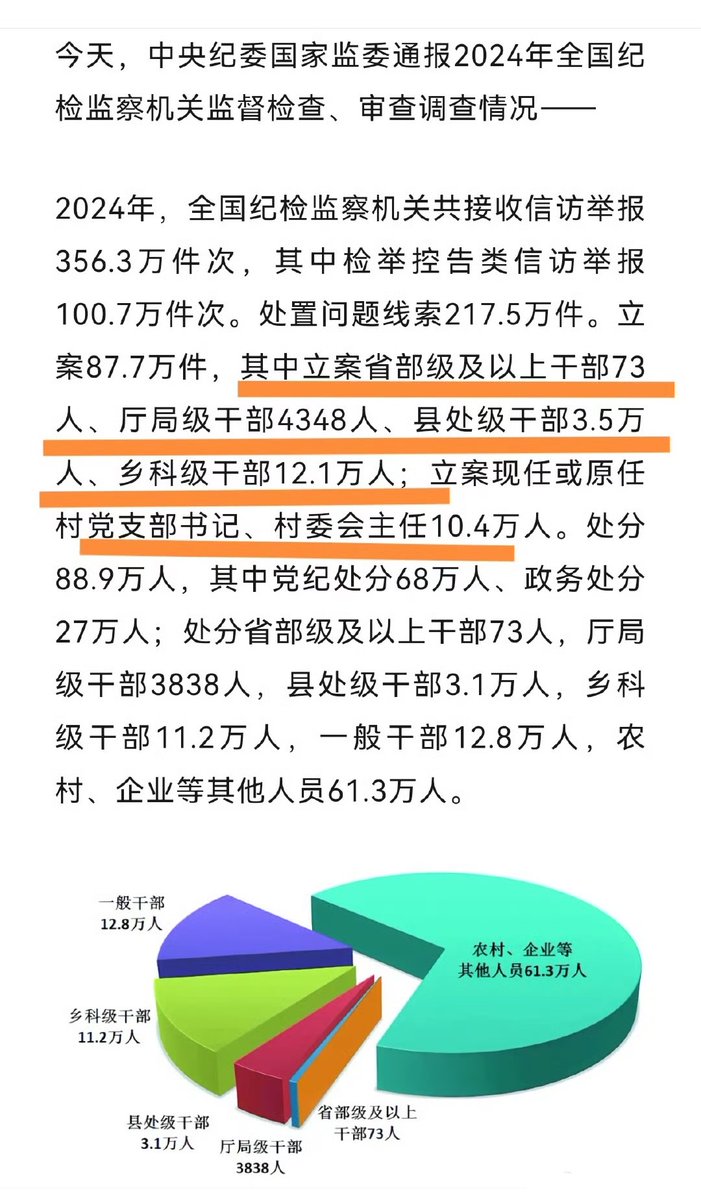 今天，中央纪委国家监委通报2024年全国纪
检监察机关监督检查、审查调查情况——
2024年，全国纪检监察机关共接收信访举报
356.3万件次，其中检举控告类信访举报
100.7万件次。处置问题线索217.5万件。立
案87.7万件，其中立案省部级及以上干部73
人、厅局级干部4348人、县处级干部3.5万
人、乡科级干部12.1万人；立案现任或原任
村党支部书记、村委会主任10.4万人。处分
88.9万人，其中党纪处分68万人、政务处分
27万人；处分省部级及以上干部73人，厅局
级干部3838人，县处级干部3.1万人，乡科
级干部11.2万人，一般干部12.8万人，农
村、企业等其他人员61.3万人。
一般干部
12.8万人
农村、企业等
其他人员61.3万人
乡科级干部
11.2万人
县处级干部
3.1万人
厅局级干部
3838人
省部级及以上
干部73人